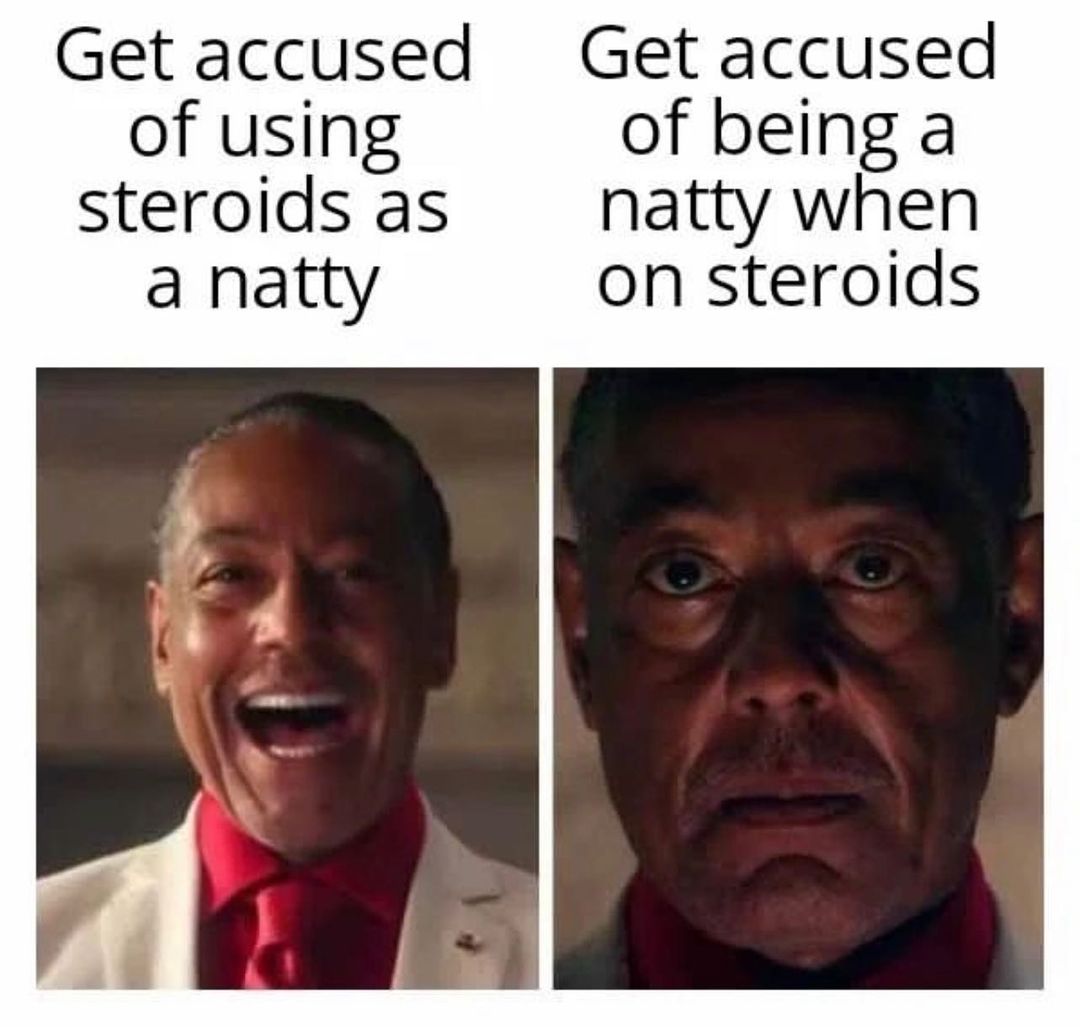 Get accused
of using
steroids as
a natty
Get accused
of being a
natty when
on steroids